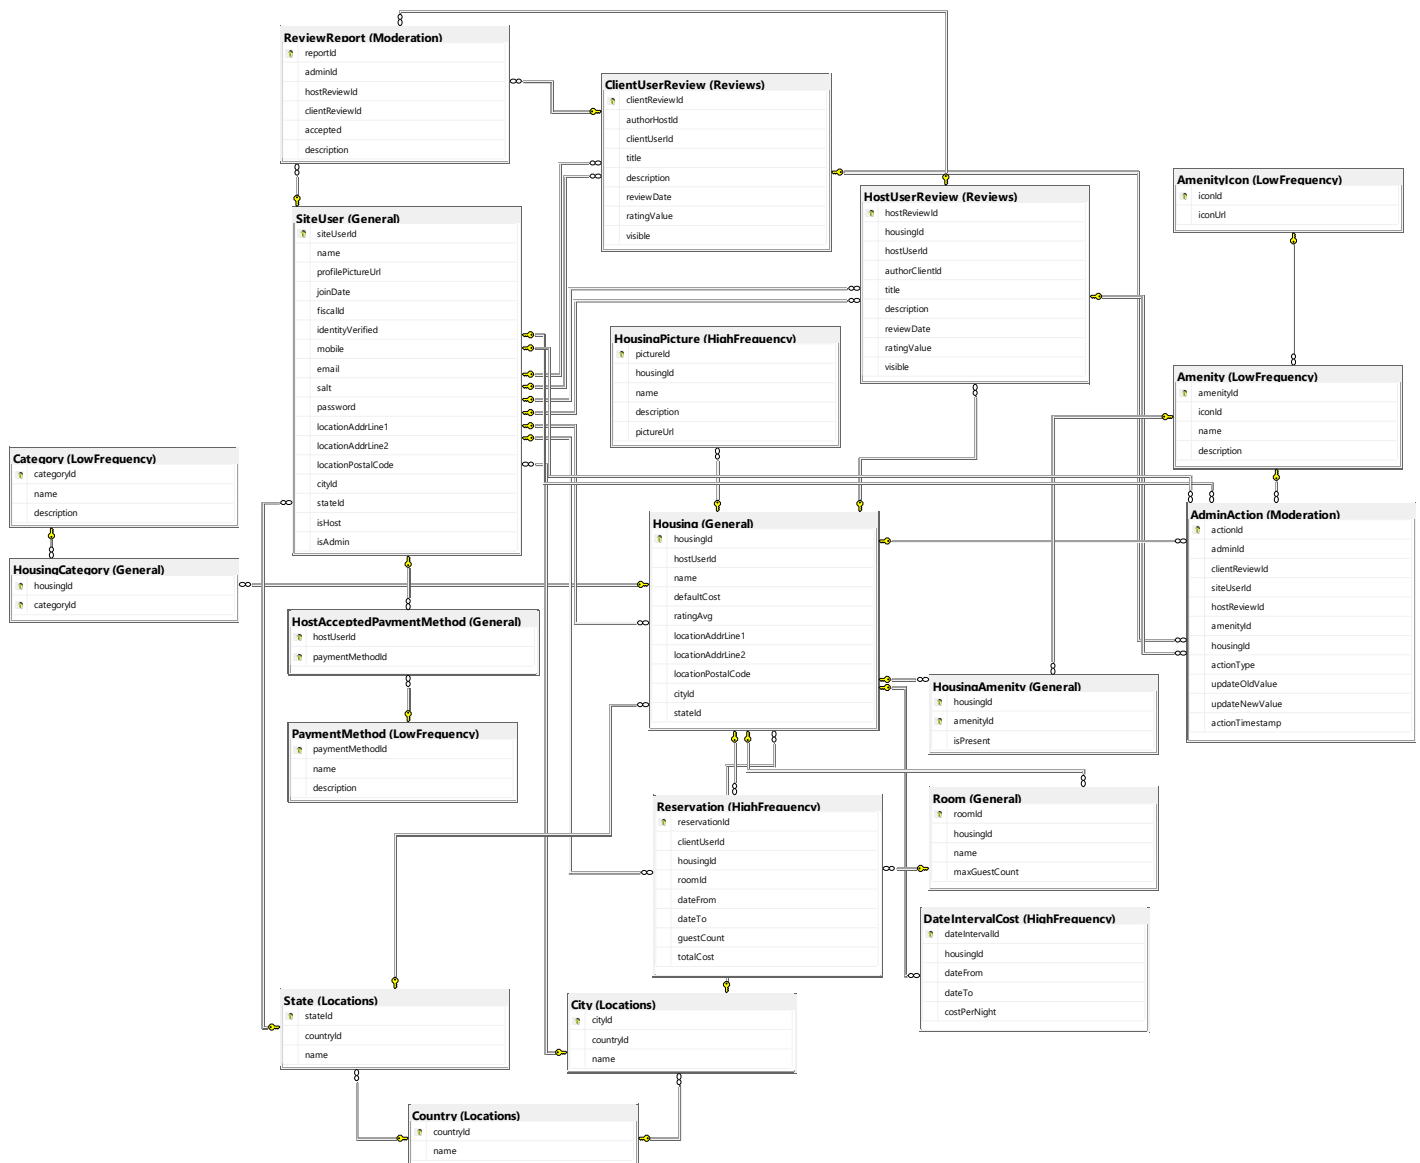 ReviewReport (Moderation)
reportId
adminId
hostReviewId
clientReviewId
accepted
description
ClientUserReview (Reviews)
clientReviewId
authorHostId
clientUserId
title
description
reviewDate
ratingValue
visible
AmenityIcon (LowFrequency)
iconId
iconUrl
HostUserReview (Reviews)
hostReviewId
housingId
hostUserId
authorClientId
title
description
reviewDate
ratingValue
visible
SiteUser (General)
siteUserId
name
profilePictureUrl
joinDate
fiscalId
identityVerified
mobile
email
salt
password
locationAddrLine1
locationAddrLine2
locationPostalCode
cityId
stateId
isHost
isAdmin
HousingPicture (HighFrequency)
pictureId
housingId
name
description
pictureUrl
Amenity (LowFrequency)
amenityId
iconId
name
description
Category (LowFrequency)
categoryId
name
description
HousingCategory (General)
housingId
categoryId
Housing (General)
housingId
hostUserId
name
defaultCost
ratingAvg
locationAddrLine1
locationAddrLine2
locationPostalCode
cityId
stateId
AdminAction (Moderation)
actionId
adminId
clientReviewId
siteUserId
hostReviewId
amenityId
housingId
actionType
updateOldValue
updateNewValue
actionTimestamp
HostAcceptedPaymentMethod (General)
hostUserId
paymentMethodId
PaymentMethod (LowFrequency)
paymentMethodId
name
description
HousingAmenity (General)
housingId
amenityId
isPresent
Reservation (HighFrequency)
reservationId
clientUserId
housingId
roomId
dateFrom
dateTo
guestCount
totalCost
Room (General)
roomId
housingId
name
maxGuestCount
DateIntervalCost (HighFrequency)
dateIntervalId
housingId
dateFrom
dateTo
costPerNight
State (Locations)
stateId
countryId
name
City (Locations)
cityId
countryId
name
Country (Locations)
countryId
name